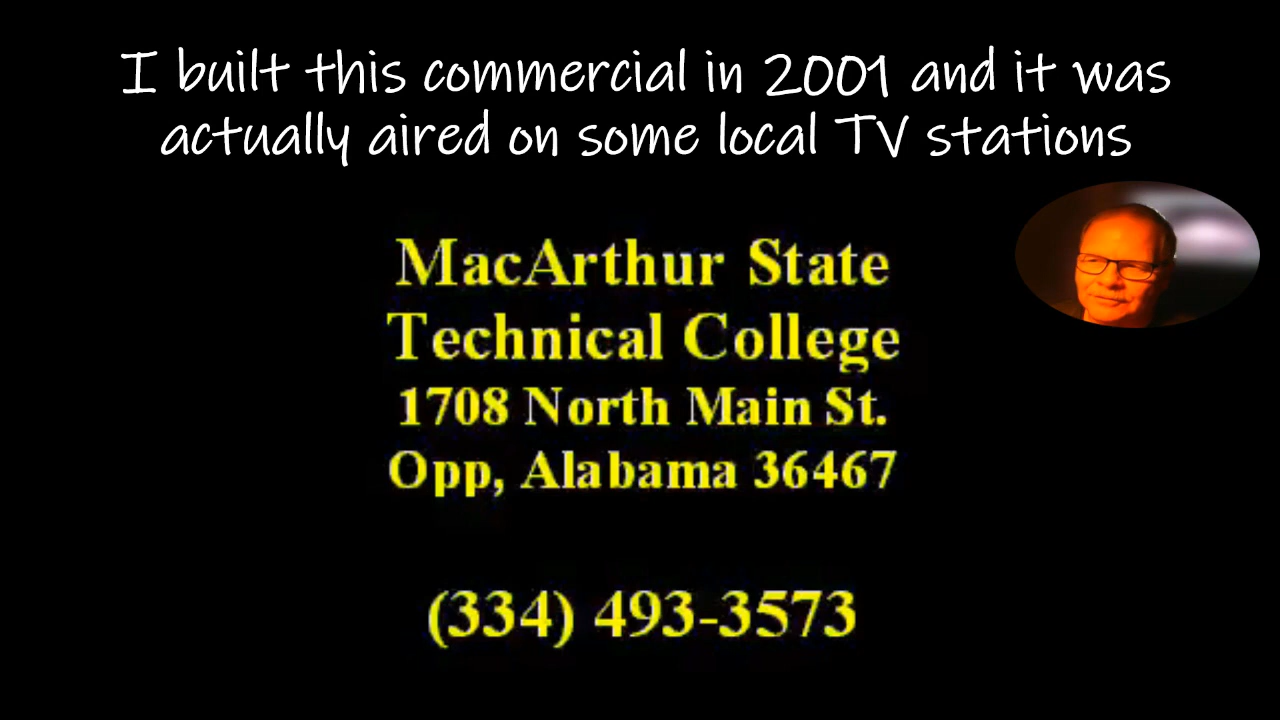 I built this commercial in 2001 and it was
actually aired on some local TV stations
MacArthur State
Technical College
1708 North Main St.
Opp, Alabama 36467
(334) 493-3573